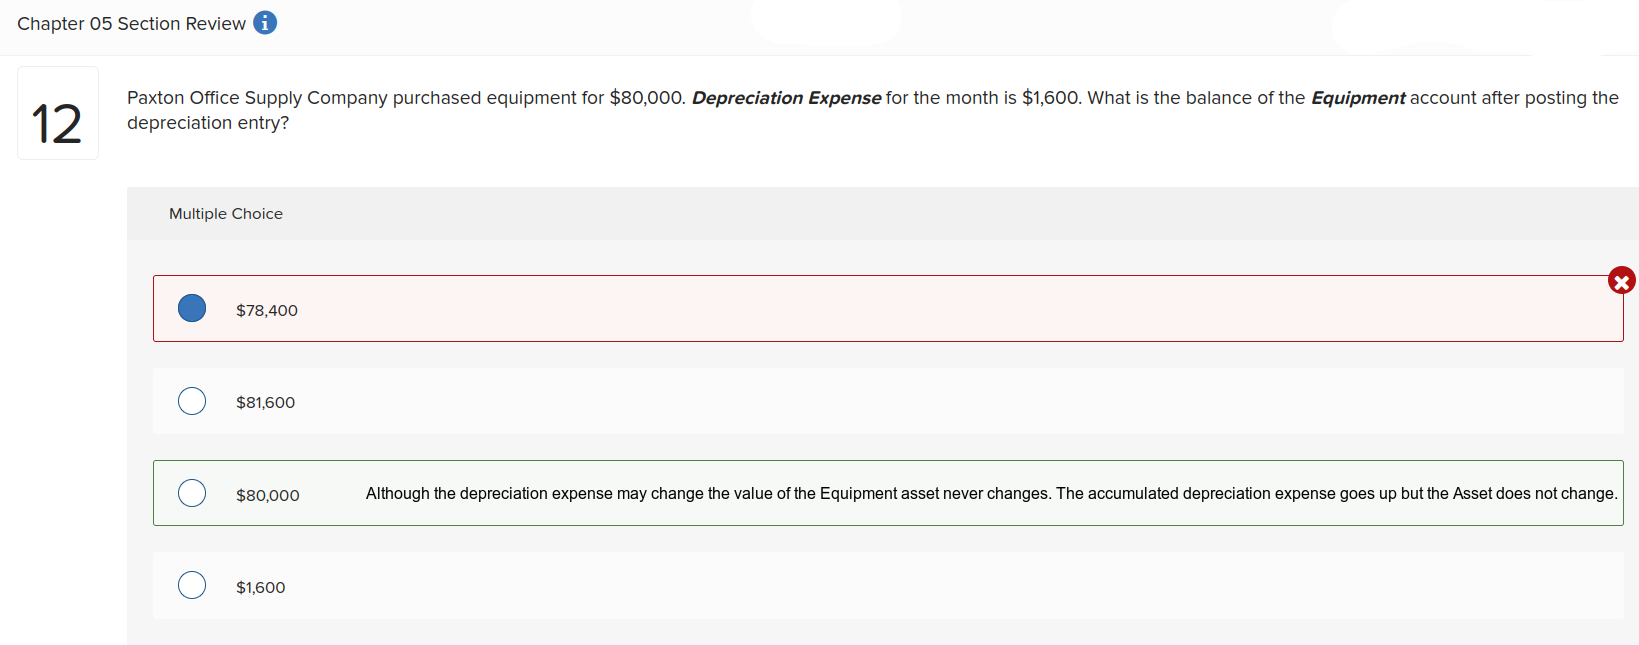 Chapter 05 Section Review i
12
Paxton Office Supply Company purchased equipment for $80,000. Depreciation Expense for the month is $1,600. What is the balance of the Equipment account after posting the
depreciation entry?
Multiple Choice
$78,400
$81,600
$80,000 Although the depreciation expense may change the value of the Equipment asset never changes. The accumulated depreciation expense goes up but the Asset does not change.
$1,600